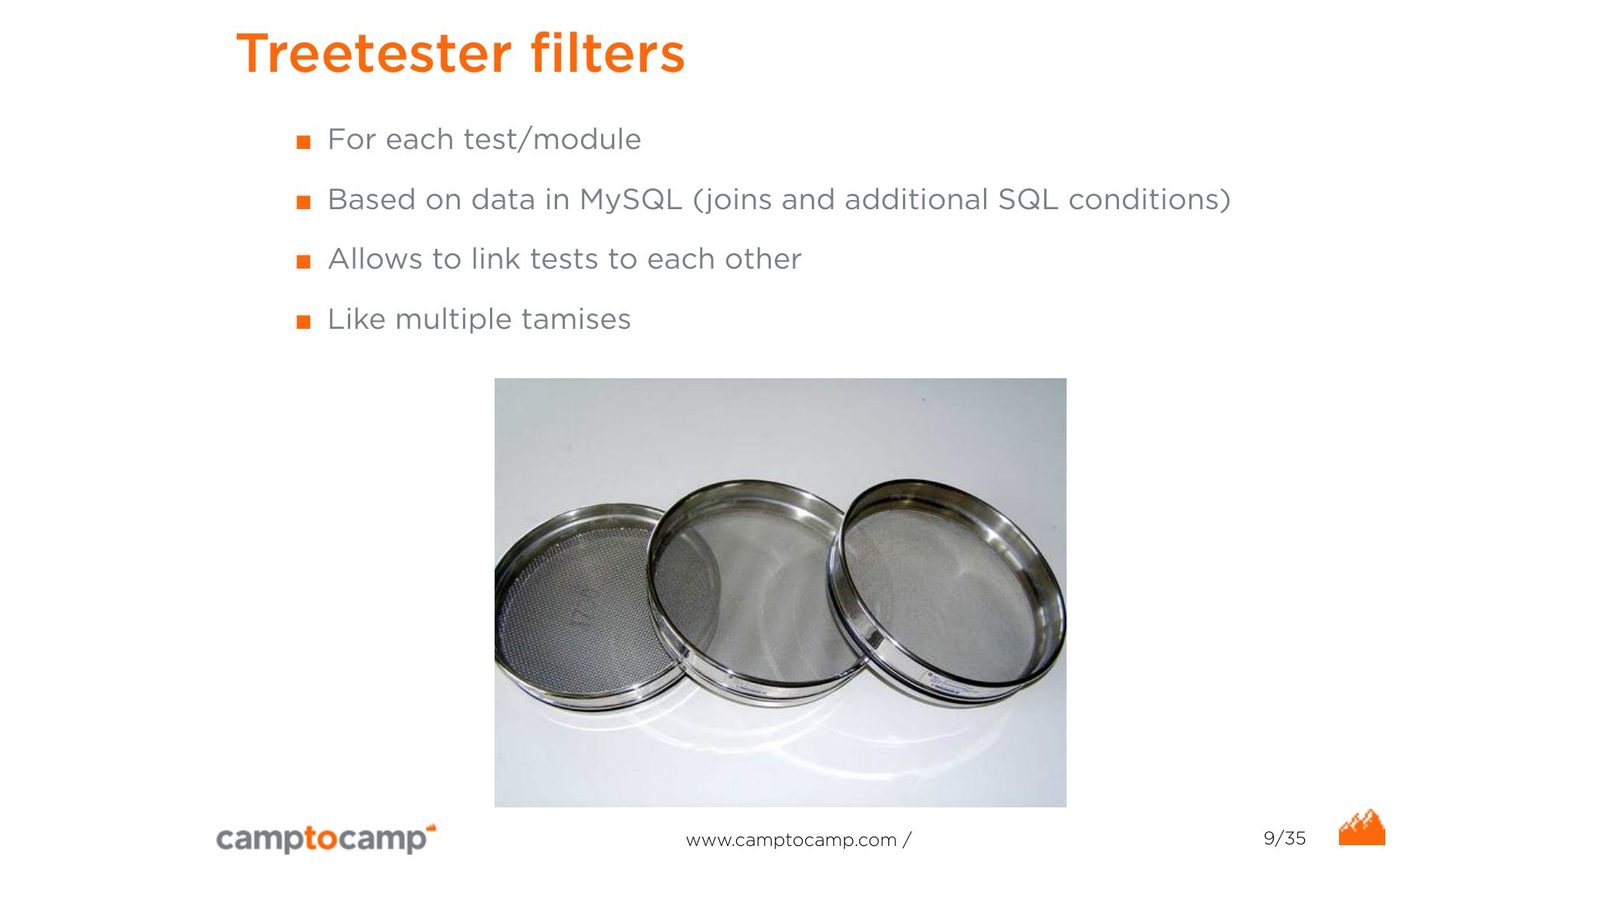 Treetester filters
For each test/module
Based on data in MySQL (joins and additional SQL conditions)
Allows to link tests to each other
Like multiple tamises
camptocamp
www.camptocamp.com /
9/35